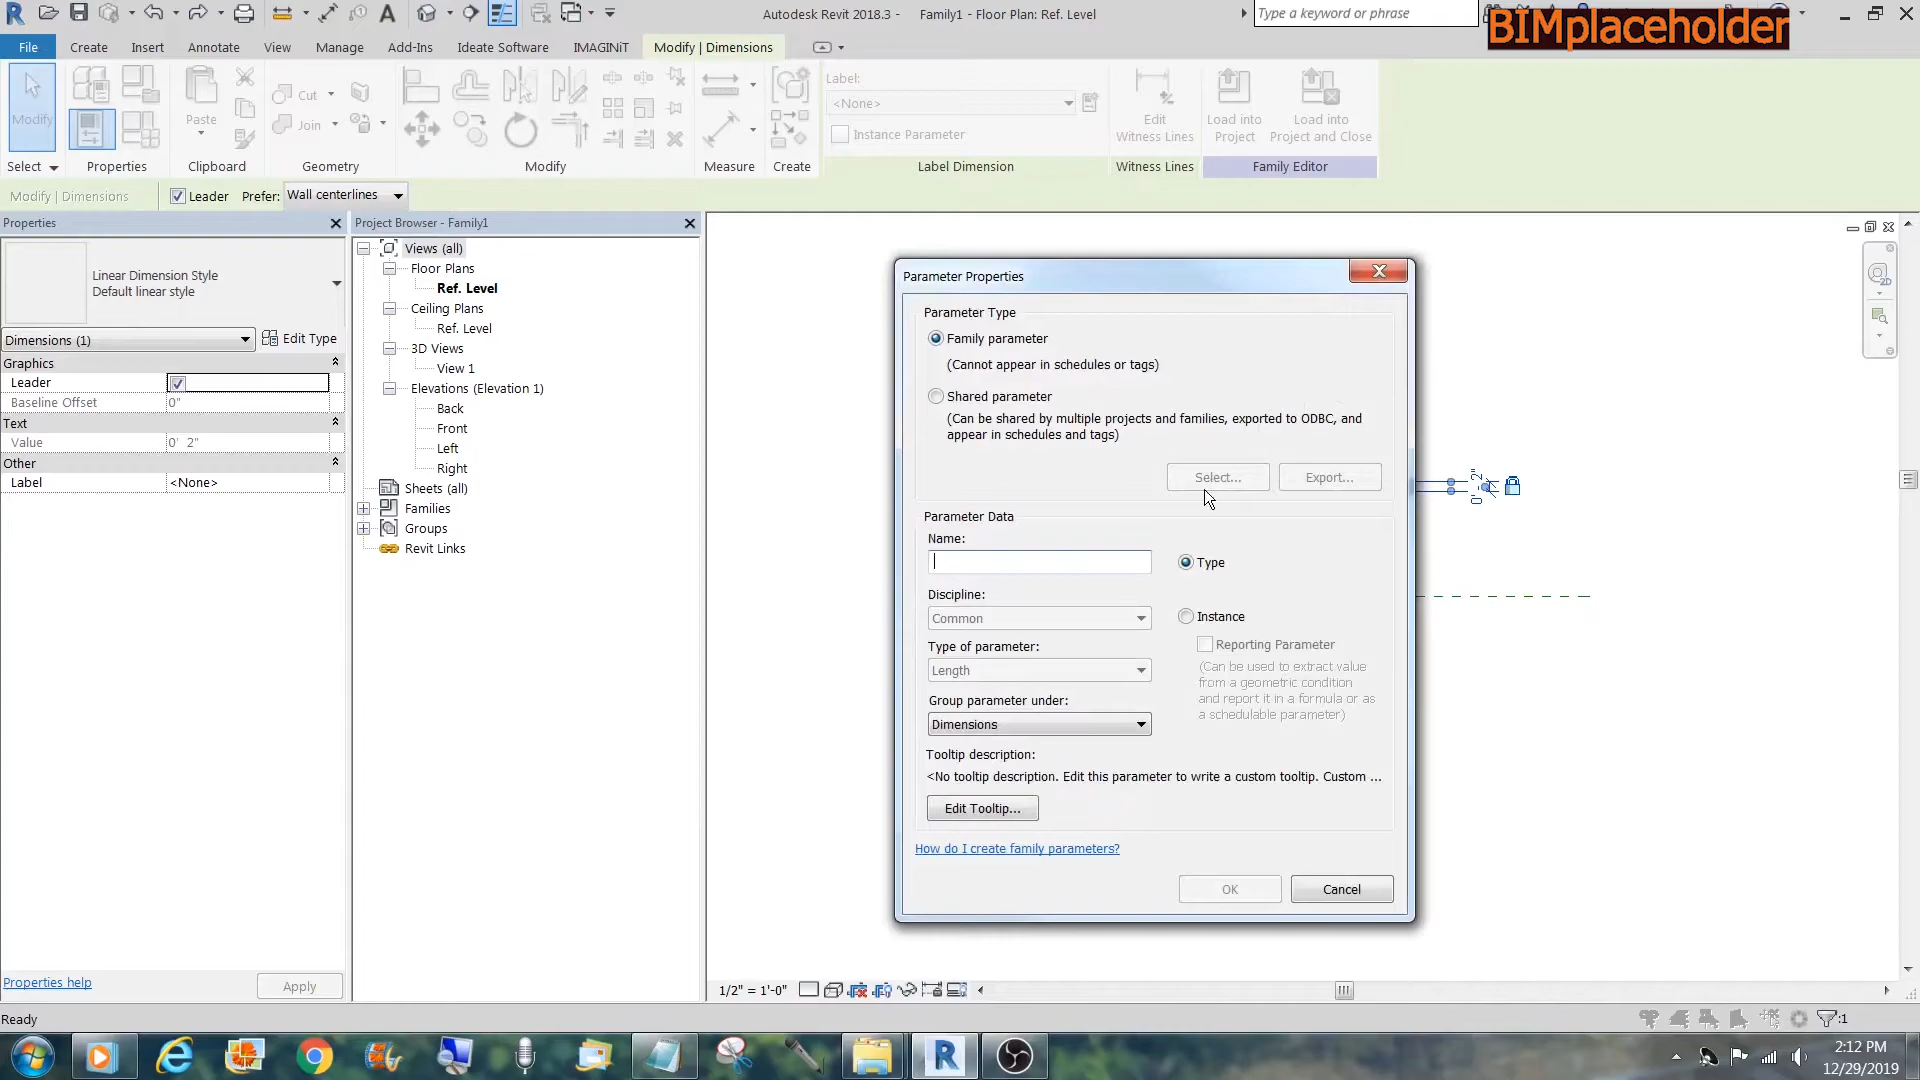 Autodesk Revit 2018.3 - Family1 - Floor Plan: Ref. Level
Type a keyword or phrase
BIMplaceholder
File Create Insert Annotate View Manage Add-Ins Ideate Software IMAGINiT Modify | Dimensions
Modify
Paste
Cut
Join
Label:
<None>
Instance Parameter
Edit
Witness Lines
Load into
Project
Load into
Project and Close
Select Properties Clipboard Geometry Modify Measure Create Label Dimension Witness Lines Family Editor
Modify | Dimensions Leader Prefer: Wall centerlines
Properties
Linear Dimension Style
Default linear style
Dimensions (1) Edit Type
Graphics
Leader
Baseline Offset 0"
Text
Value 0' 2"
Other
Label <None>
Properties help Apply
Project Browser - Family1
Views (all)
Floor Plans
Ref. Level
Ceiling Plans
Ref. Level
3D Views
View 1
Elevations (Elevation 1)
Back
Front
Left
Right
Sheets (all)
Families
Groups
Revit Links
Parameter Properties
Parameter Type
Family parameter
(Cannot appear in schedules or tags)
Shared parameter
(Can be shared by multiple projects and families, exported to ODBC, and
appear in schedules and tags)
Select... Export...
Parameter Data
Name:
Type
Discipline:
Common
Instance
Type of parameter:
Reporting Parameter
Length
(Can be used to extract value
from a geometric condition
and report it in a formula or as
a schedulable parameter)
Group parameter under:
Dimensions
Tooltip description:
<No tooltip description. Edit this parameter to write a custom tooltip. Custom ...
Edit Tooltip...
How do I create family parameters?
OK Cancel
0' - 2"
2D
1/2" = 1'-0"
Ready
:1
2:12 PM
12/29/2019